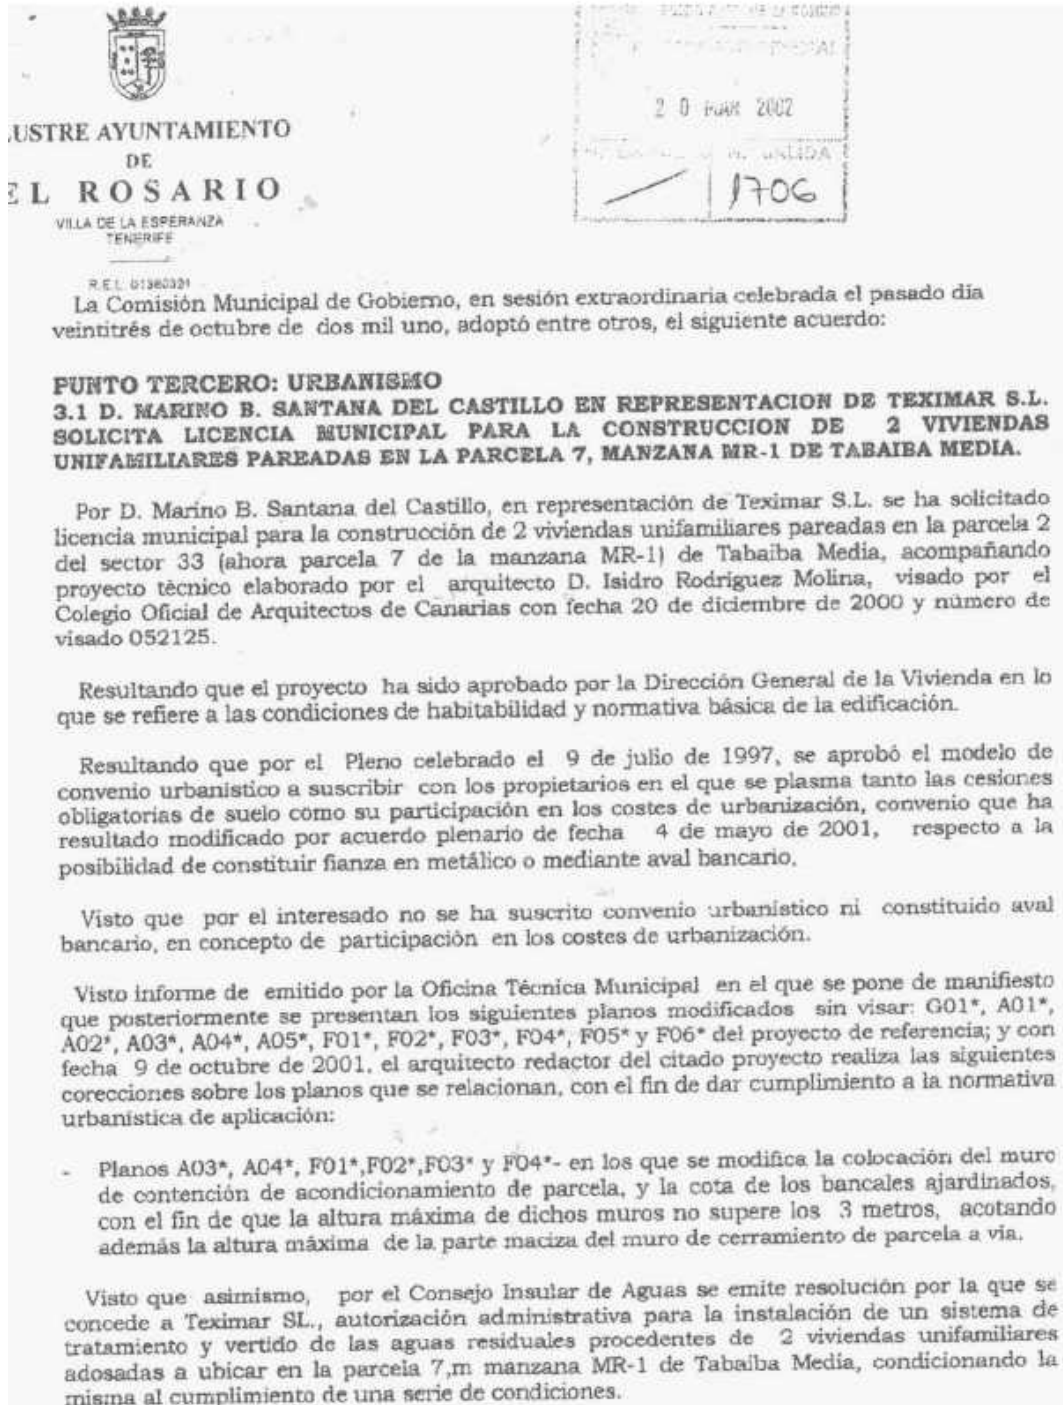 LUSTRE AYUNTAMIENTO
DE
EL ROSARIO
VILLA DE LA ESPERANZA
TENERIFE
R.E.L. 01380321
2 0 MAR 2002
SALIDA
1706
La Comisión Municipal de Gobierno, en sesión extraordinaria celebrada el pasado día
veintitrés de octubre de dos mil uno, adoptó entre otros, el siguiente acuerdo:
PUNTO TERCERO: URBANISMO
3.1 D. MARINO B. SANTANA DEL CASTILLO EN REPRESENTACION DE TEXIMAR S.L.
SOLICITA LICENCIA MUNICIPAL PARA LA CONSTRUCCION DE 2 VIVIENDAS
UNIFAMILIARES PAREADAS EN LA PARCELA 7, MANZANA MR-1 DE TABAIBA MEDIA.
Por D. Marino B. Santana del Castillo, en representación de Teximar S.L. se ha solicitado
licencia municipal para la construcción de 2 viviendas unifamiliares pareadas en la parcela 2
del sector 33 (ahora parcela 7 de la manzana MR-1) de Tabaiba Media, acompañando
proyecto técnico elaborado por el arquitecto D. Isidro Rodríguez Molina, visado por el
Colegio Oficial de Arquitectos de Canarias con fecha 20 de diciembre de 2000 y número de
visado 052125.
Resultando que el proyecto ha sido aprobado por la Dirección General de la Vivienda en lo
que se refiere a las condiciones de habitabilidad y normativa básica de la edificación.
Resultando que por el Pleno celebrado el 9 de julio de 1997, se aprobó el modelo de
convenio urbanístico a suscribir con los propietarios en el que se plasma tanto las cesiones
obligatorias de suelo como su participación en los costes de urbanización, convenio que ha
resultado modificado por acuerdo plenario de fecha 4 de mayo de 2001, respecto a la
posibilidad de constituir fianza en metálico o mediante aval bancario.
Visto que por el interesado no se ha suscrito convenio urbanístico ni constituido aval
bancario, en concepto de participación en los costes de urbanización.
Visto informe de emitido por la Oficina Técnica Municipal en el que se pone de manifiesto
que posteriormente se presentan los siguientes planos modificados sin visar: G01*, A01*,
A02*, A03*, A04*, A05*, F01*, F02*, F03*, F04*, F05* y F06* del proyecto de referencia; y con
fecha 9 de octubre de 2001, el arquitecto redactor del citado proyecto realiza las siguientes
corecciones sobre los planos que se relacionan, con el fin de dar cumplimiento a la normativa
urbanística de aplicación:
- Planos A03*, A04*, F01*,F02*,F03* y F04*- en los que se modifica la colocación del muro
de contención de acondicionamiento de parcela, y la cota de los bancales ajardinados,
con el fin de que la altura máxima de dichos muros no supere los 3 metros, acotando
además la altura máxima de la parte maciza del muro de cerramiento de parcela a vía.
Visto que asimismo, por el Consejo Insular de Aguas se emite resolución por la que se
concede a Teximar SL., autorización administrativa para la instalación de un sistema de
tratamiento y vertido de las aguas residuales procedentes de 2 viviendas unifamiliares
adosadas a ubicar en la parcela 7,m manzana MR-1 de Tabaiba Media, condicionando la
misma al cumplimiento de una serie de condiciones.